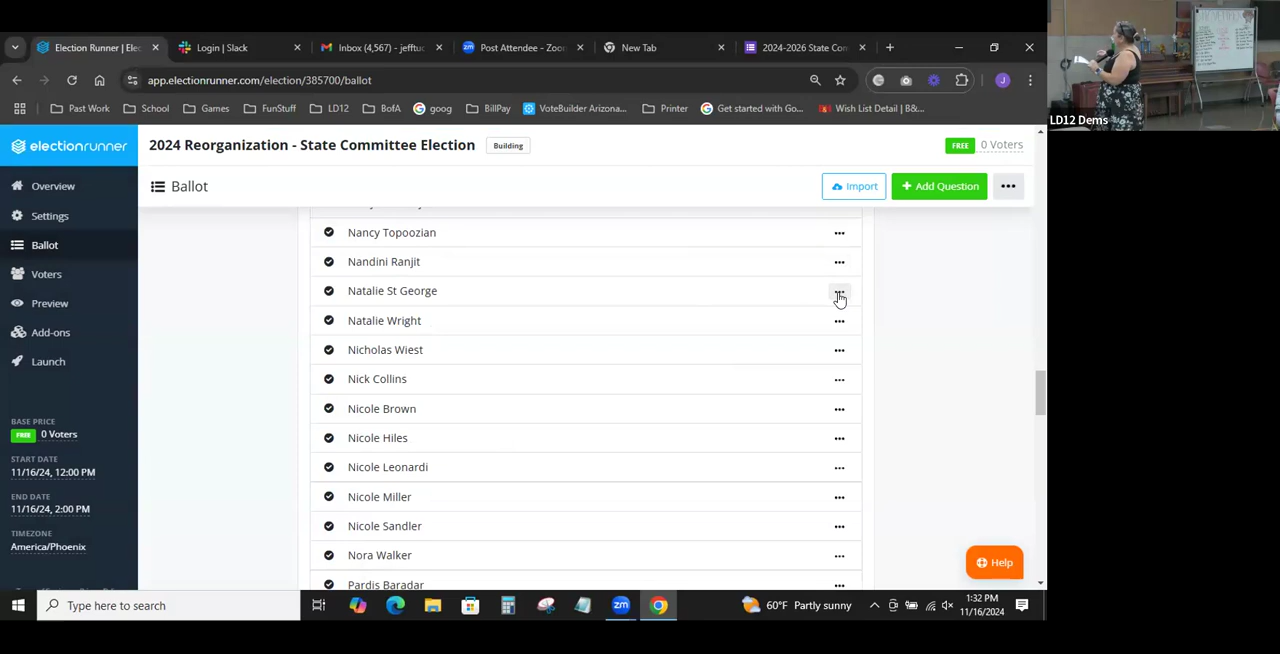 Election Runner | Elec
Login | Slack
Inbox (4,567) - jefftuc
Post Attendee - Zoo
New Tab
2024-2026 State Com
app.electionrunner.com/election/385700/ballot
J
Past Work
School
Games
FunStuff
LD12
BofA
goog
BillPay
VoteBuilder Arizona...
Printer
Get started with Go...
Wish List Detail | B&...
LD12 Dems
electionrunner
2024 Reorganization - State Committee Election
Building
FREE 0 Voters
Overview
Settings
Ballot
Voters
Preview
Add-ons
Launch
BASE PRICE
FREE 0 Voters
START DATE
11/16/24, 12:00 PM
END DATE
11/16/24, 2:00 PM
TIMEZONE
America/Phoenix
Ballot
Import
+ Add Question
Nancy Topoozian
Nandini Ranjit
Natalie St George
Natalie Wright
Nicholas Wiest
Nick Collins
Nicole Brown
Nicole Hiles
Nicole Leonardi
Nicole Miller
Nicole Sandler
Nora Walker
Pardis Baradar
Help
Type here to search
zm
60°F Partly sunny
1:32 PM
11/16/2024